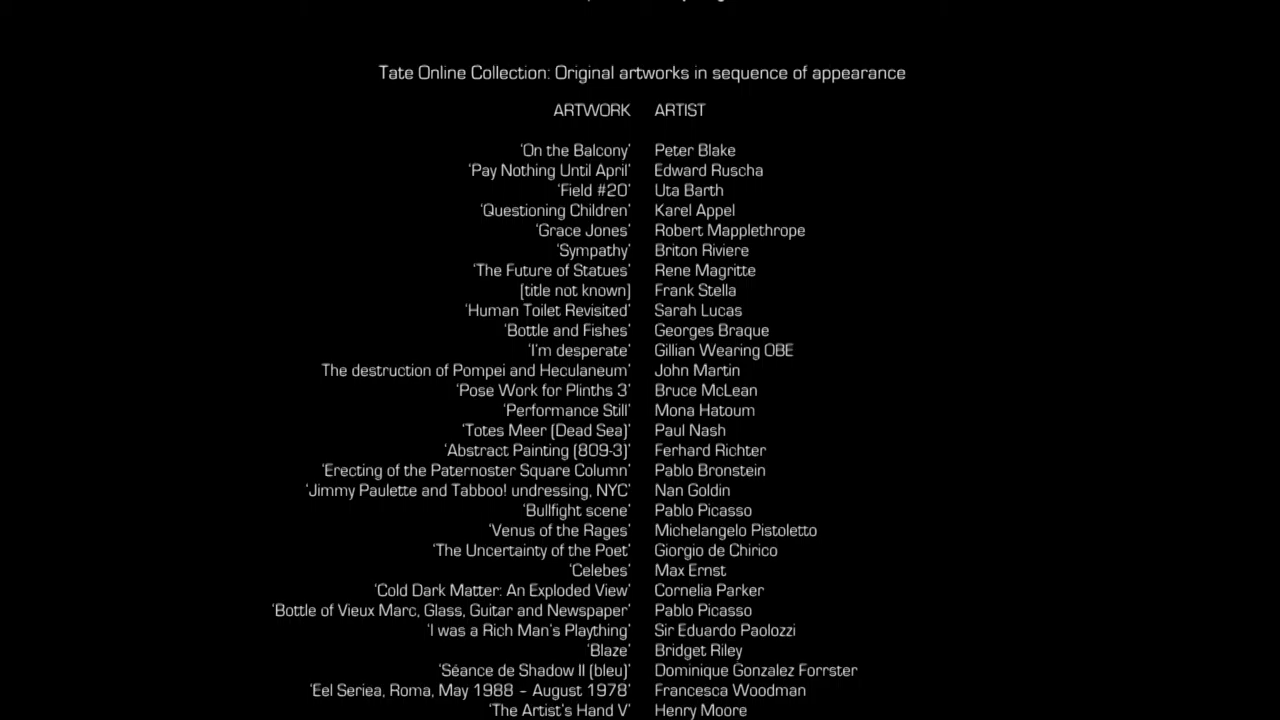 Tate Online Collection: Original artworks in sequence of appearance
ARTWORK ARTIST
'On the Balcony' Peter Blake
'Pay Nothing Until April' Edward Ruscha
'Field #20' Uta Barth
'Questioning Children' Karel Appel
'Grace Jones' Robert Mapplethrope
'Sympathy' Briton Riviere
'The Future of Statues' Rene Magritte
[title not known] Frank Stella
'Human Toilet Revisited' Sarah Lucas
'Bottle and Fishes' Georges Braque
'I'm desperate' Gillian Wearing OBE
The destruction of Pompei and Heculaneum' John Martin
'Pose Work for Plinths 3' Bruce McLean
'Performance Still' Mona Hatoum
'Totes Meer (Dead Sea)' Paul Nash
'Abstract Painting (809-3)' Ferhard Richter
'Erecting of the Paternoster Square Column' Pablo Bronstein
'Jimmy Paulette and Tabboo! undressing, NYC' Nan Goldin
'Bullfight scene' Pablo Picasso
'Venus of the Rages' Michelangelo Pistoletto
'The Uncertainty of the Poet' Giorgio de Chirico
'Celebes' Max Ernst
'Cold Dark Matter: An Exploded View' Cornelia Parker
'Bottle of Vieux Marc, Glass, Guitar and Newspaper' Pablo Picasso
'I was a Rich Man's Plaything' Sir Eduardo Paolozzi
'Blaze' Bridget Riley
'Séance de Shadow II (bleu)' Dominique Gonzalez Forrster
'Eel Seriea, Roma, May 1988 - August 1978' Francesca Woodman
'The Artist's Hand V' Henry Moore